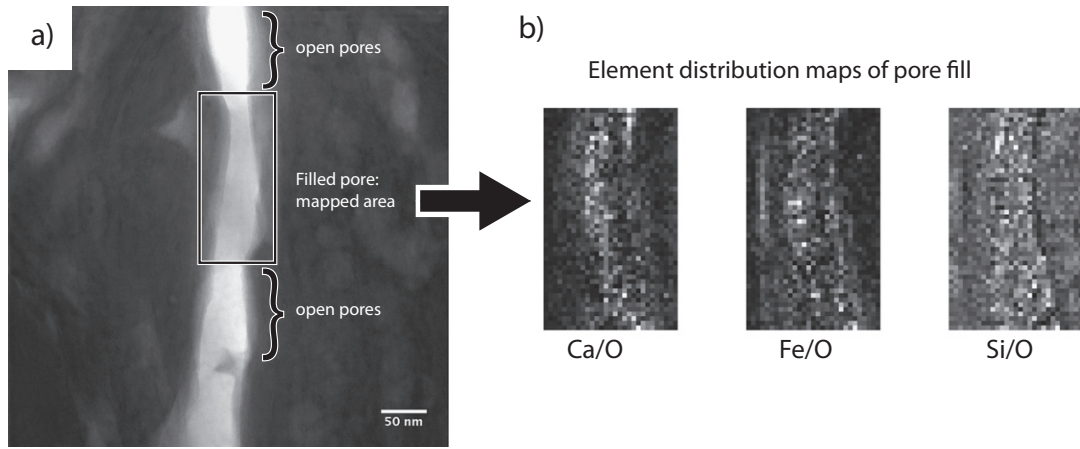 a)
open pores
Filled pore:
mapped area
open pores
50 nm
b)
Element distribution maps of pore fill
Ca/O
Fe/O
Si/O